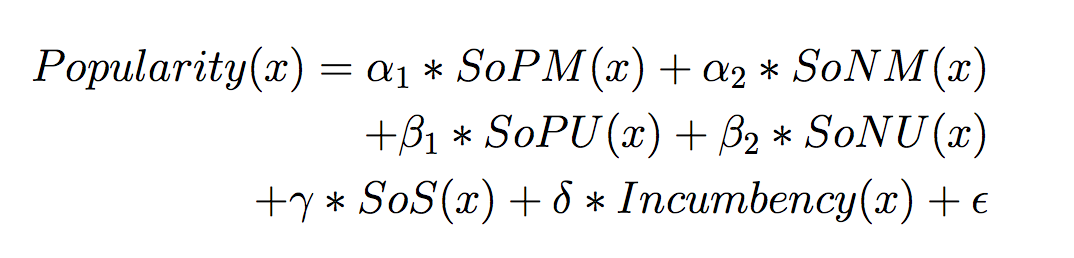 Popularity(x) = α₁ * SoPM(x) + α₂ * SoNM(x)
+β₁ * SoPU(x) + β₂ * SoNU(x)
+γ * SoS(x) + δ * Incumbency(x) + ϵ